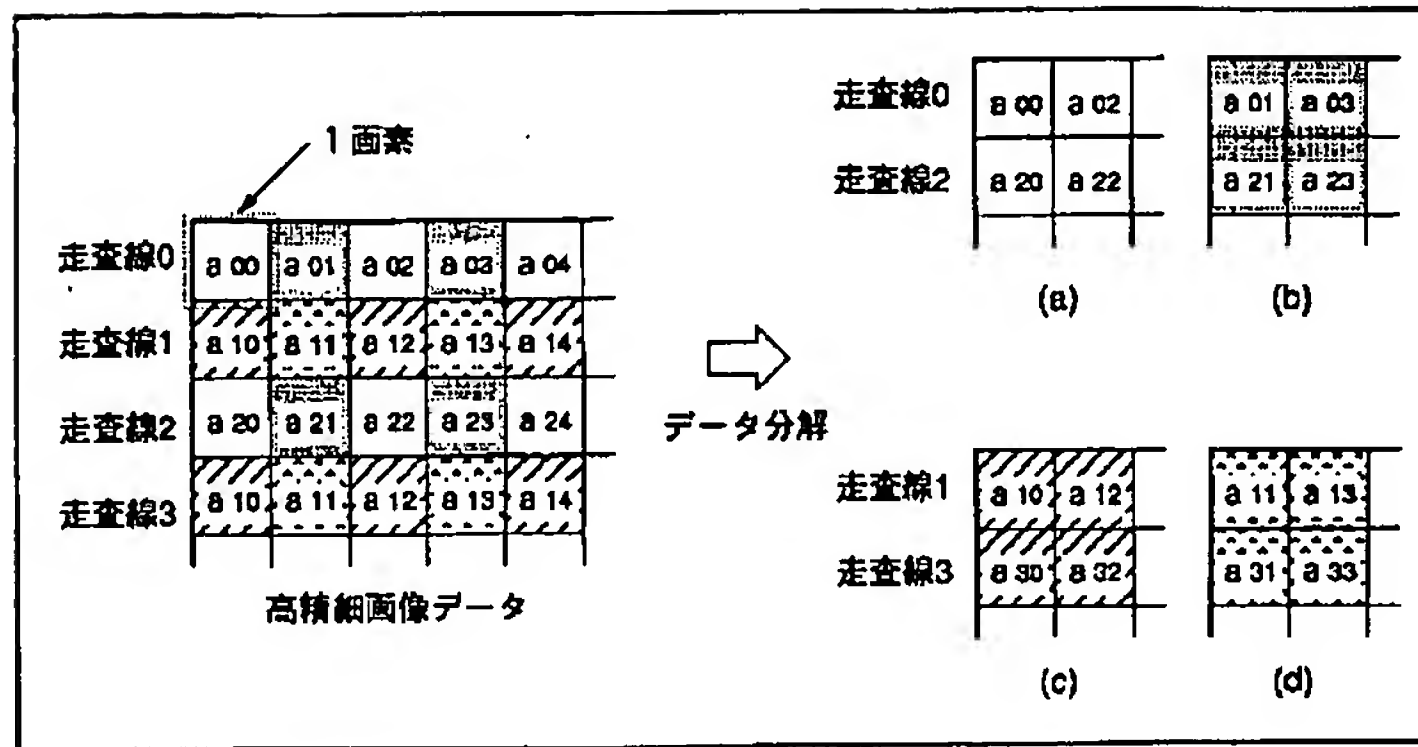 1 画素
走査線0 a 00 a 01 a 02 a 03 a 04
走査線1 a 10 a 11 a 12 a 13 a 14
走査線2 a 20 a 21 a 22 a 23 a 24
走査線3 a 10 a 11 a 12 a 13 a 14
高精細画像データ
データ分解
走査線0 a 00 a 02
走査線2 a 20 a 22
(a)
a 01 a 03
a 21 a 23
(b)
走査線1 a 10 a 12
走査線3 a 30 a 32
(c)
a 11 a 13
a 31 a 33
(d)